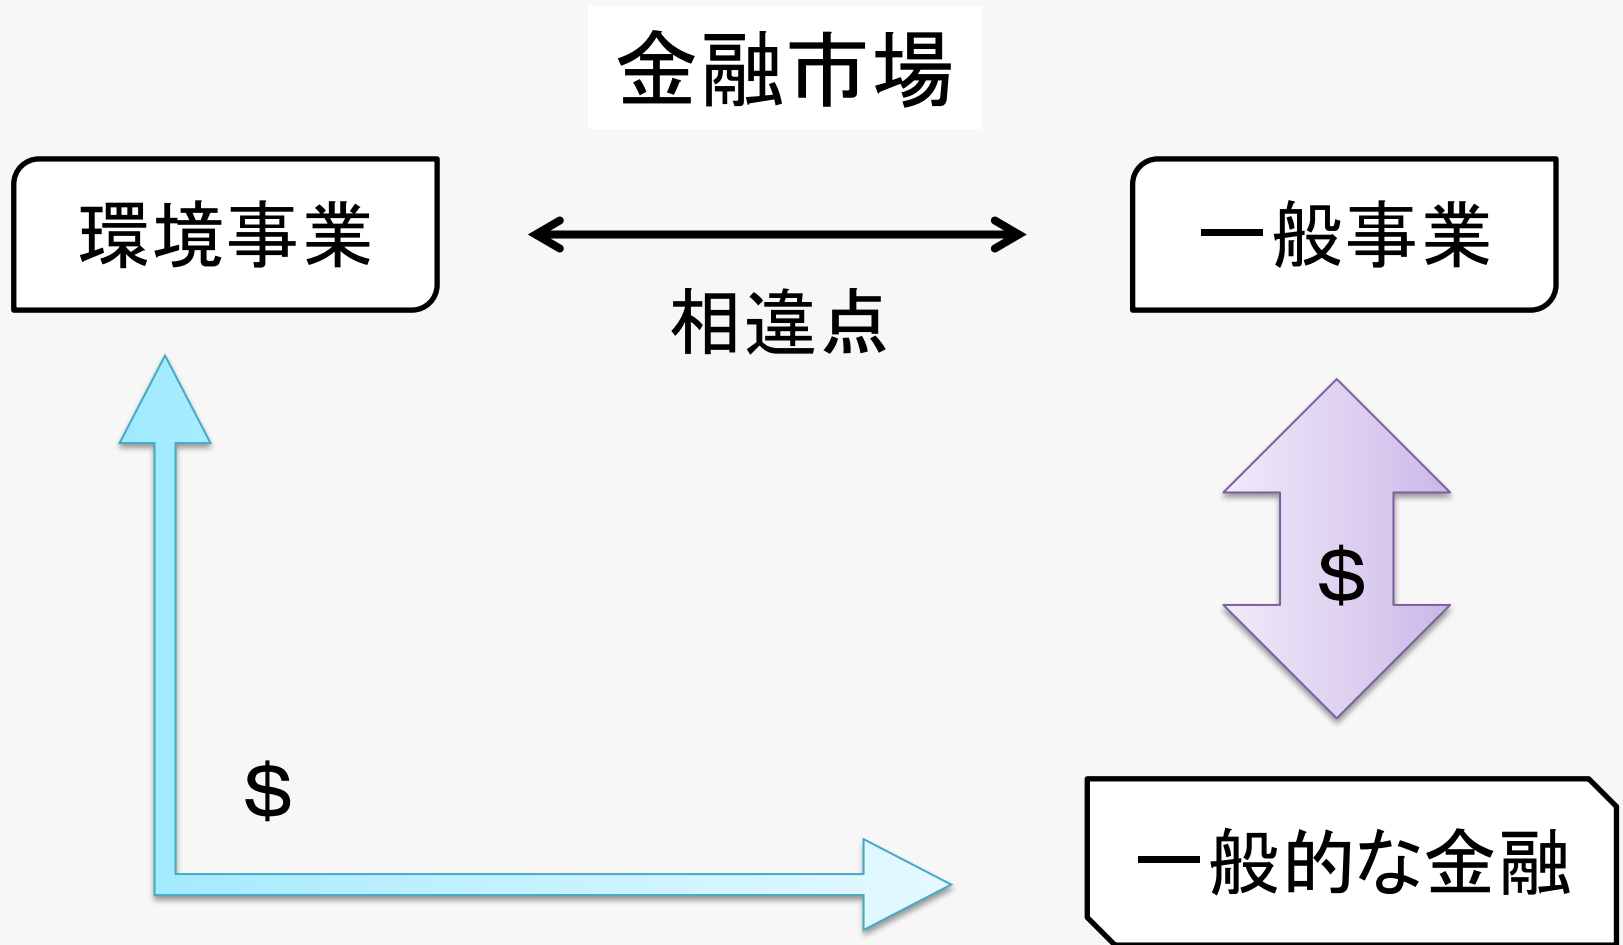 金融市場
環境事業
一般事業
相違点
$
$
一般的な金融